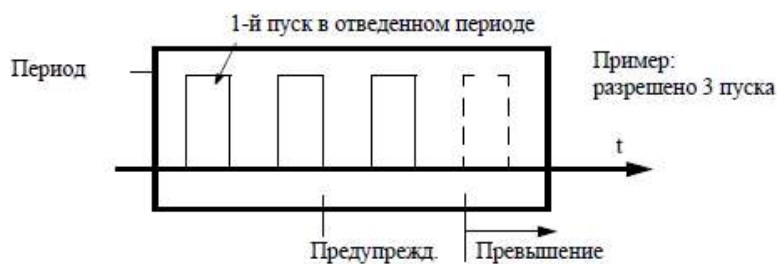 1-й пуск в отведенном периоде
Период
Пример:
разрешено 3 пуска
t
Предупрежд.
Превышение